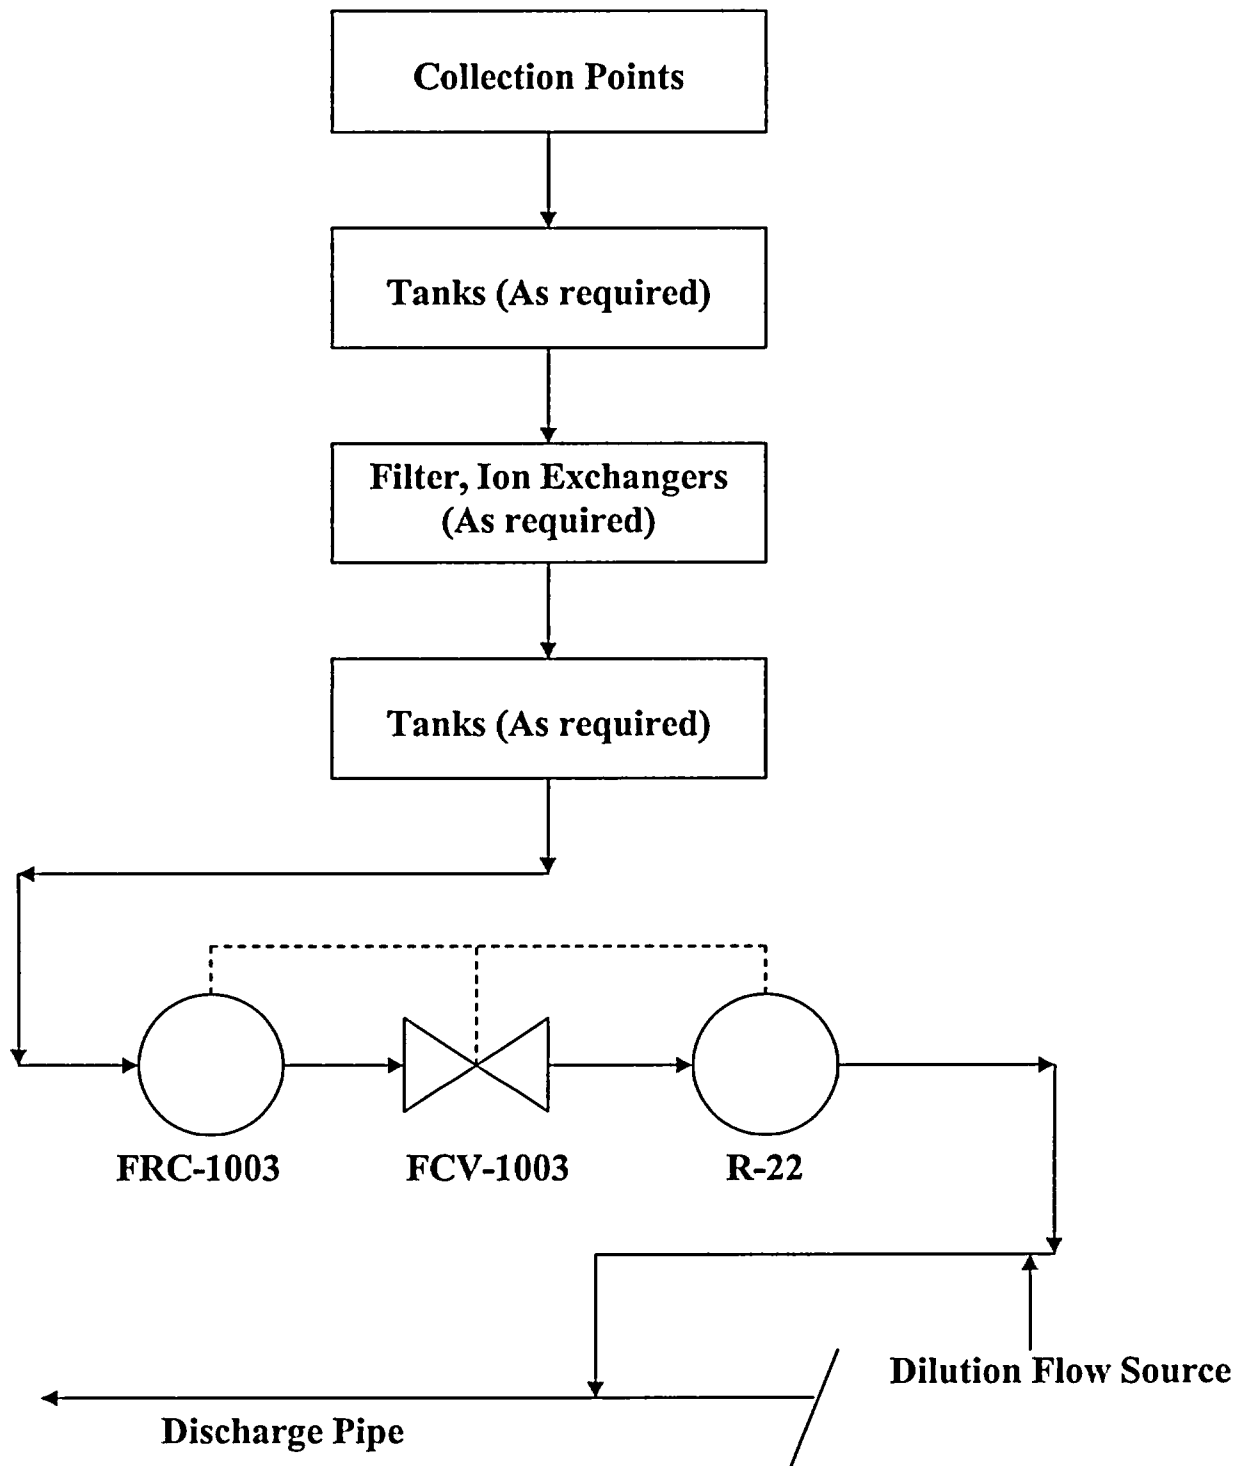 Collection Points
Tanks (As required)
Filter, Ion Exchangers
(As required)
Tanks (As required)
FRC-1003
FCV-1003
R-22
Dilution Flow Source
Discharge Pipe